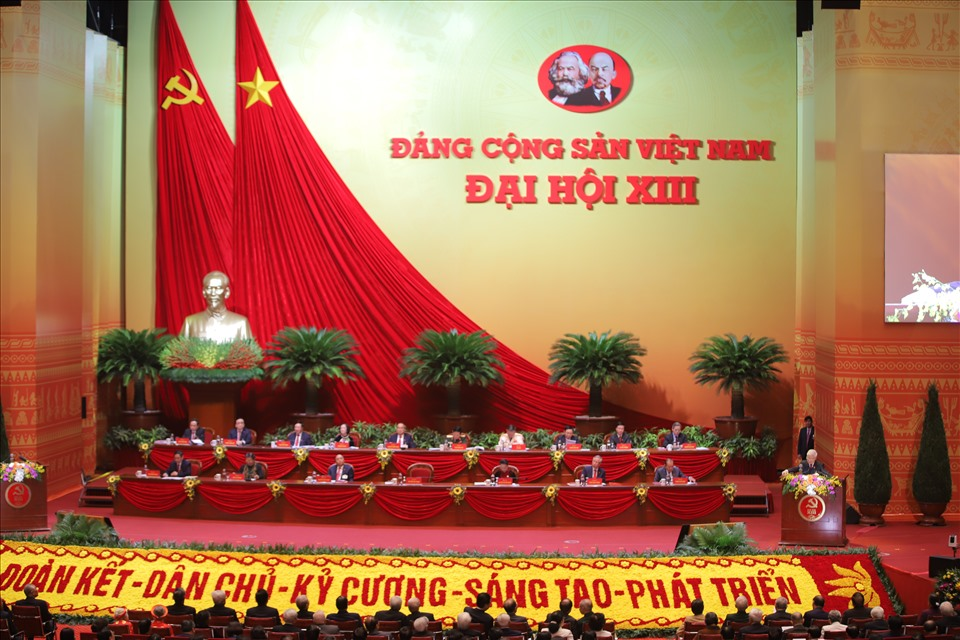 ĐẢNG CỘNG SẢN VIỆT NAM
ĐẠI HỘI XIII
ĐOÀN KẾT-DÂN CHỦ-KỶ CƯƠNG-SÁNG TẠO-PHÁT TRIỂN